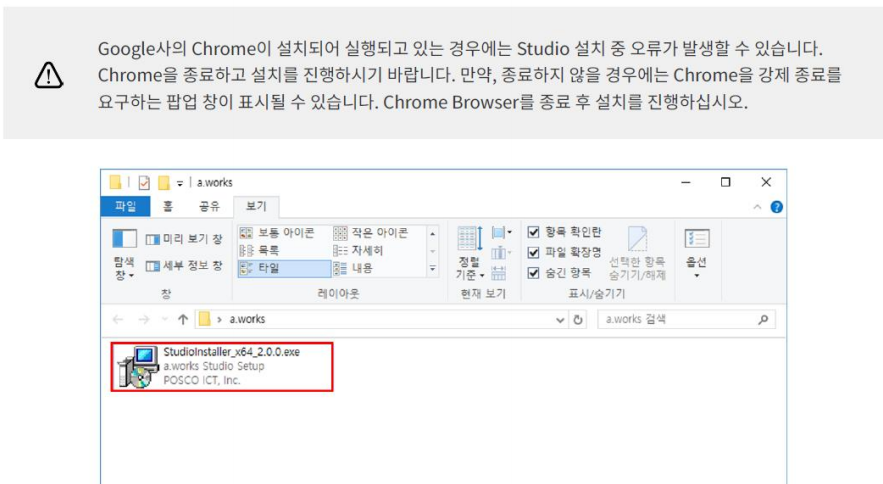 Google사의 Chrome이 설치되어 실행되고 있는 경우에는 Studio 설치 중 오류가 발생할 수 있습니다.
Chrome을 종료하고 설치를 진행하시기 바랍니다. 만약, 종료하지 않을 경우에는 Chrome을 강제 종료를
요구하는 팝업 창이 표시될 수 있습니다. Chrome Browser를 종료 후 설치를 진행하십시오.
a.works
파일 홈 공유 보기
탐색 창
미리 보기 창
세부 정보 창
창
보통 아이콘 작은 아이콘
목록 자세히
타일 내용
레이아웃
정렬 기준
현재 보기
항목 확인란
파일 확장명
숨긴 항목
선택한 항목 숨기기/해제
표시/숨기기
옵션
a.works
a.works 검색
StudioInstaller_x64_2.0.0.exe
a.works Studio Setup
POSCO ICT, Inc.